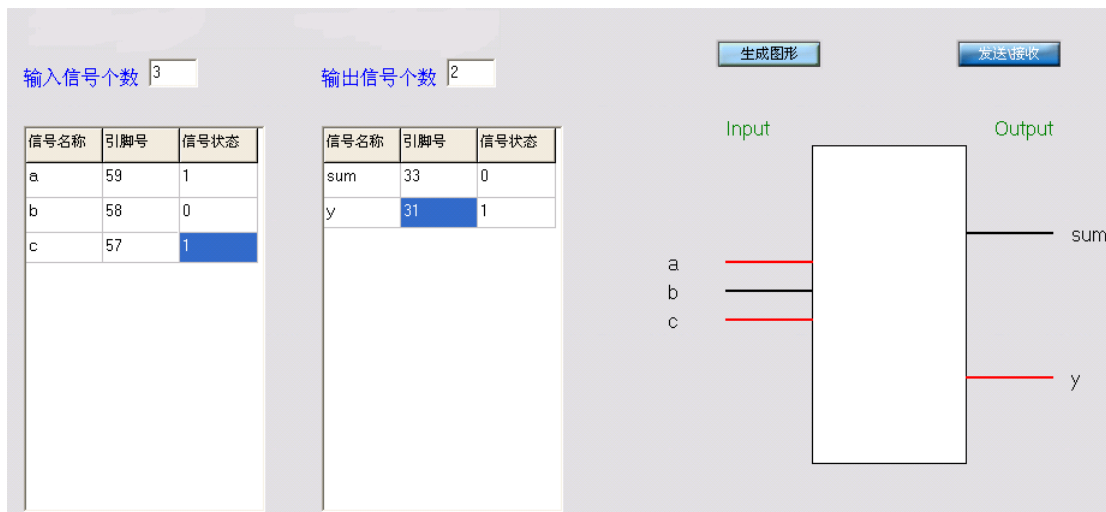 生成图形 发送\接收
输入信号个数 3 输出信号个数 2
Input Output
信号名称 引脚号 信号状态
a 59 1
b 58 0
c 57 1
信号名称 引脚号 信号状态
sum 33 0
y 31 1
sum
a
b
c
y